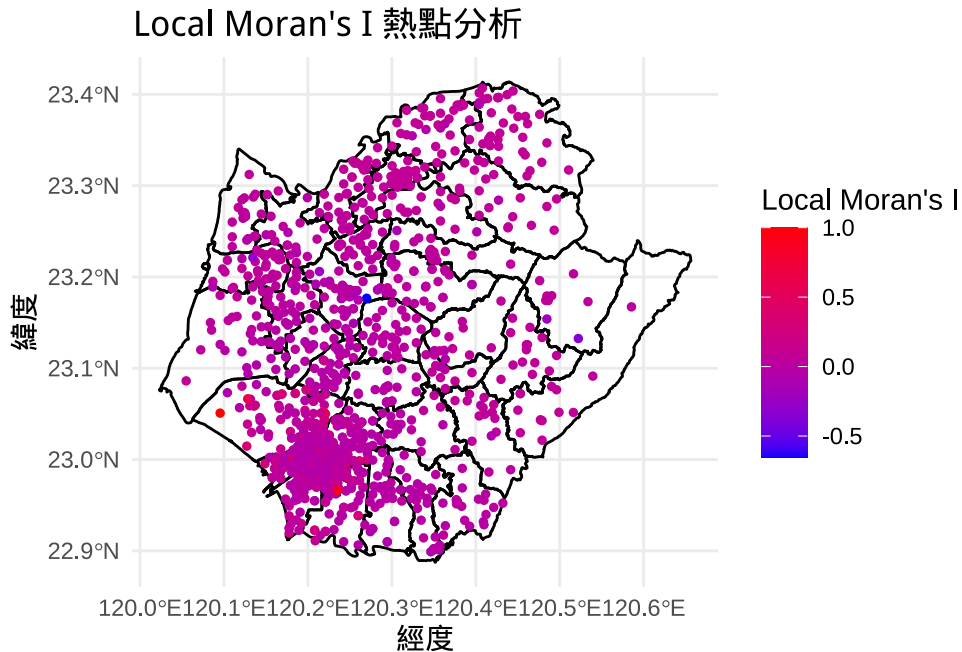 Local Moran's I 熱點分析
23.4°N
23.3°N
23.2°N
23.1°N
23.0°N
22.9°N
緯度
120.0°E120.1°E120.2°E120.3°E120.4°E120.5°E120.6°E
經度
Local Moran's I
1.0
0.5
0.0
-0.5